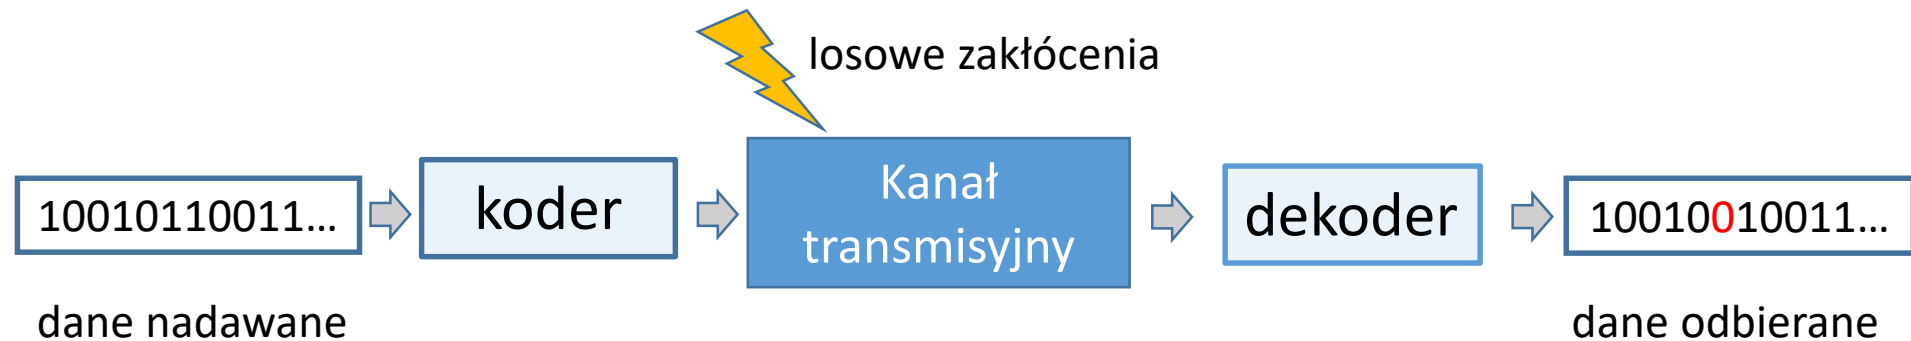 losowe zakłócenia
10010110011...
koder
Kanał
transmisyjny
dekoder
10010010011...
dane nadawane
dane odbierane